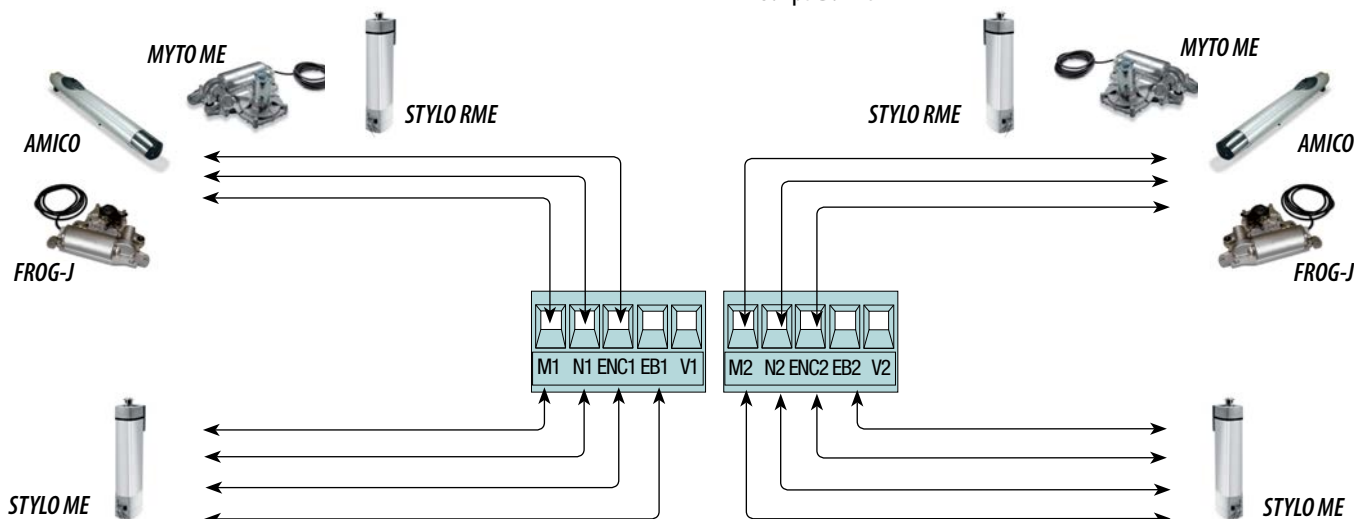 MYTO ME
STYLO RME
AMICO
FROG-J
STYLO RME
MYTO ME
AMICO
FROG-J
M1 N1 ENC1 EB1 V1
M2 N2 ENC2 EB2 V2
STYLO ME
STYLO ME